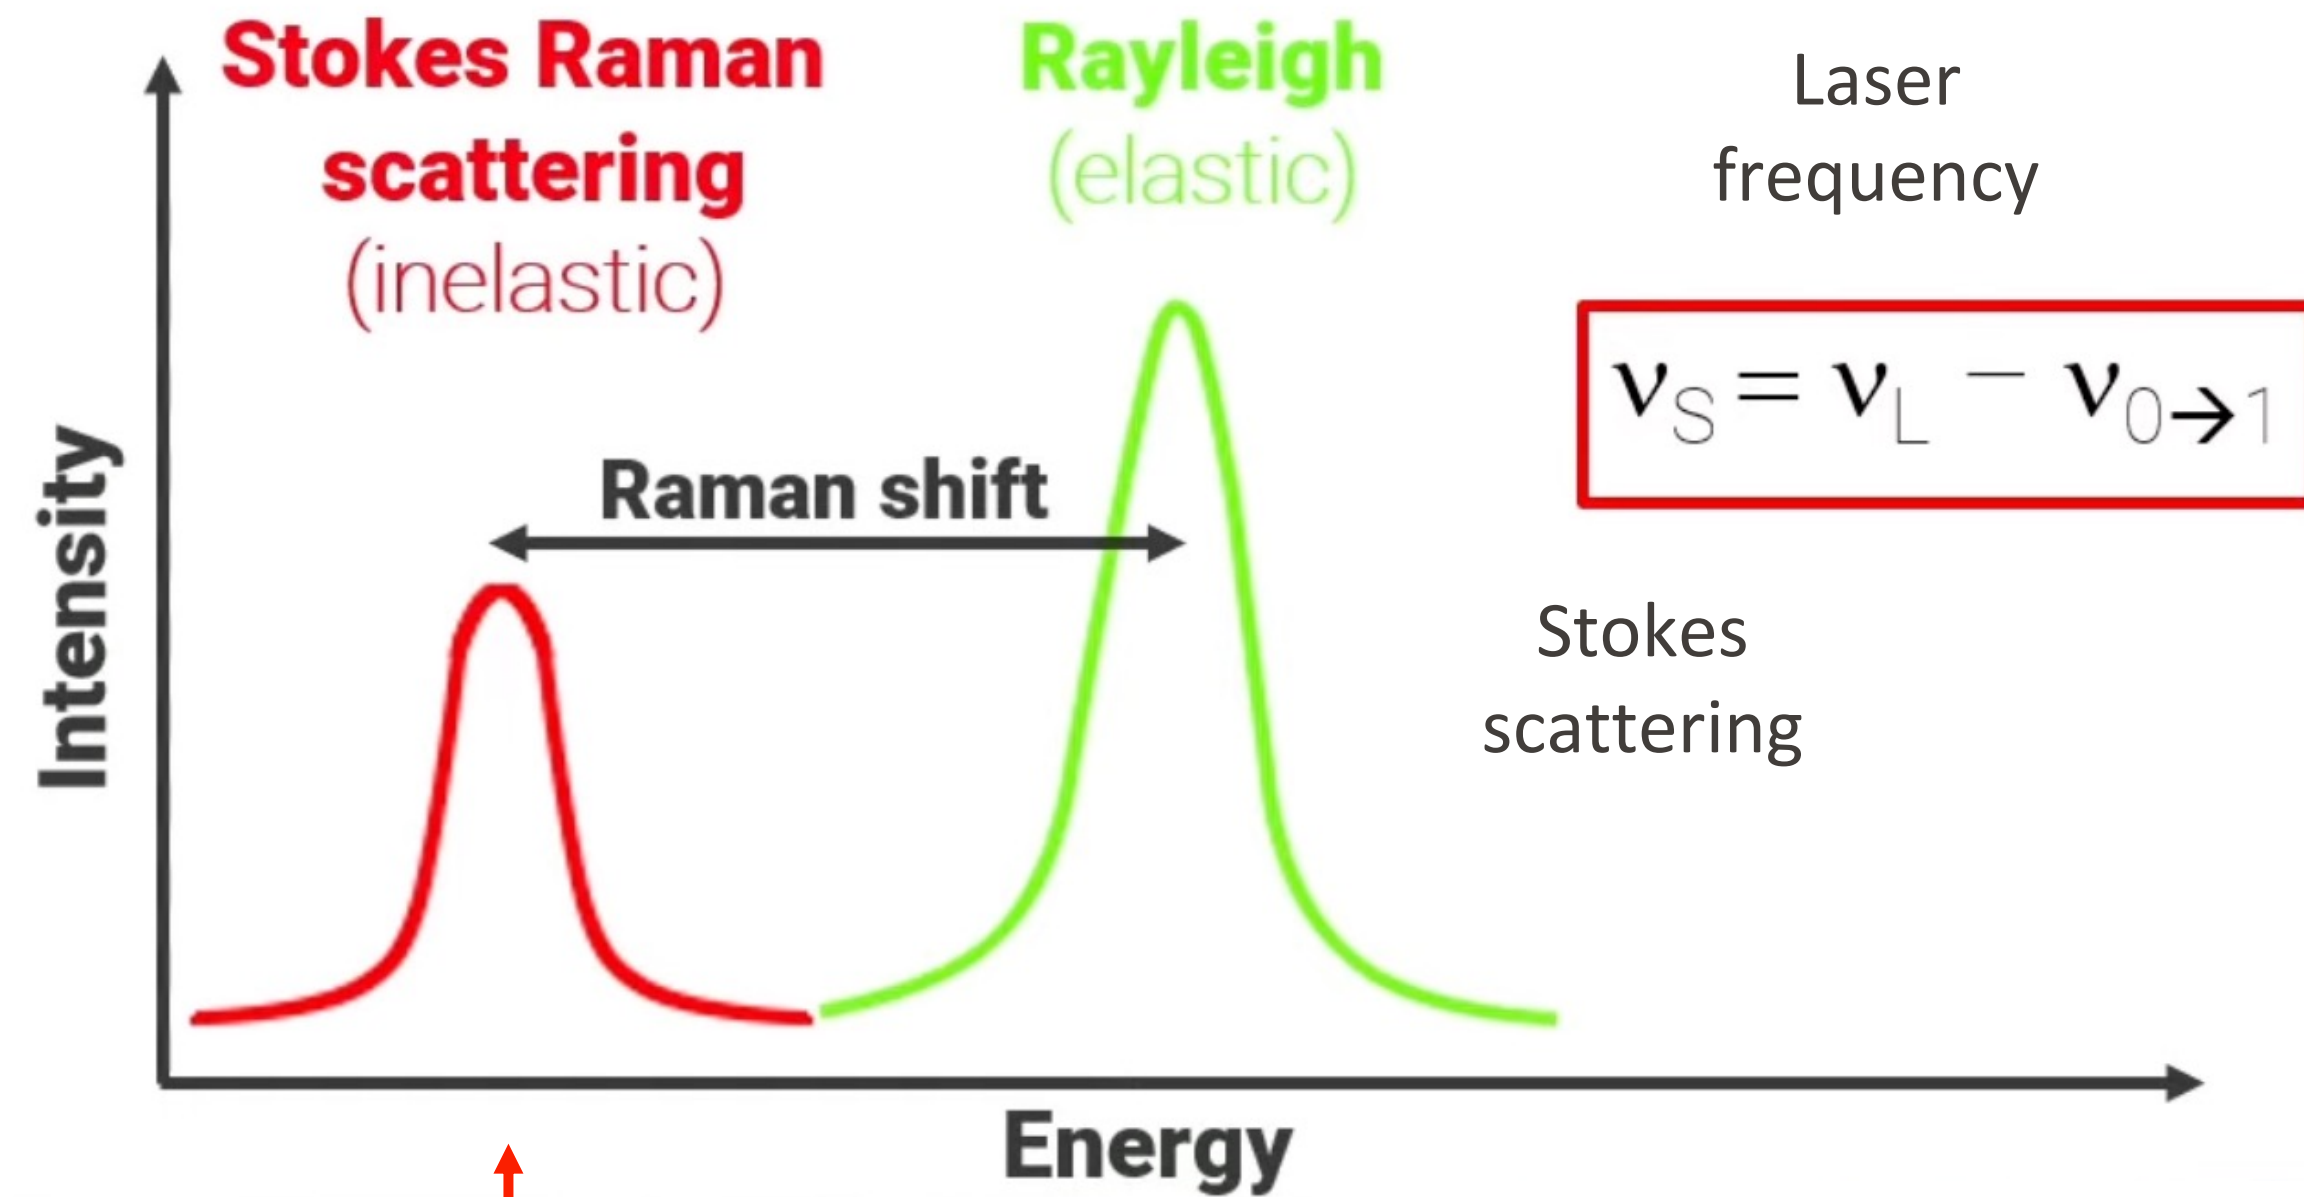 Stokes Raman
scattering
(inelastic)
Rayleigh
(elastic)
Laser
frequency
νS = νL − ν0→1
Raman shift
Stokes
scattering
Intensity
Energy